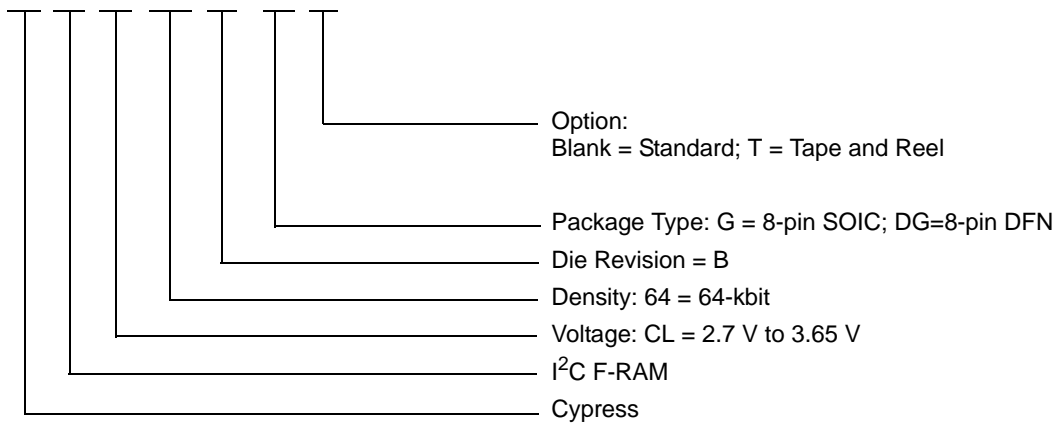 Option:
Blank = Standard; T = Tape and Reel
Package Type: G = 8-pin SOIC; DG=8-pin DFN
Die Revision = B
Density: 64 = 64-kbit
Voltage: CL = 2.7 V to 3.65 V
I²C F-RAM
Cypress